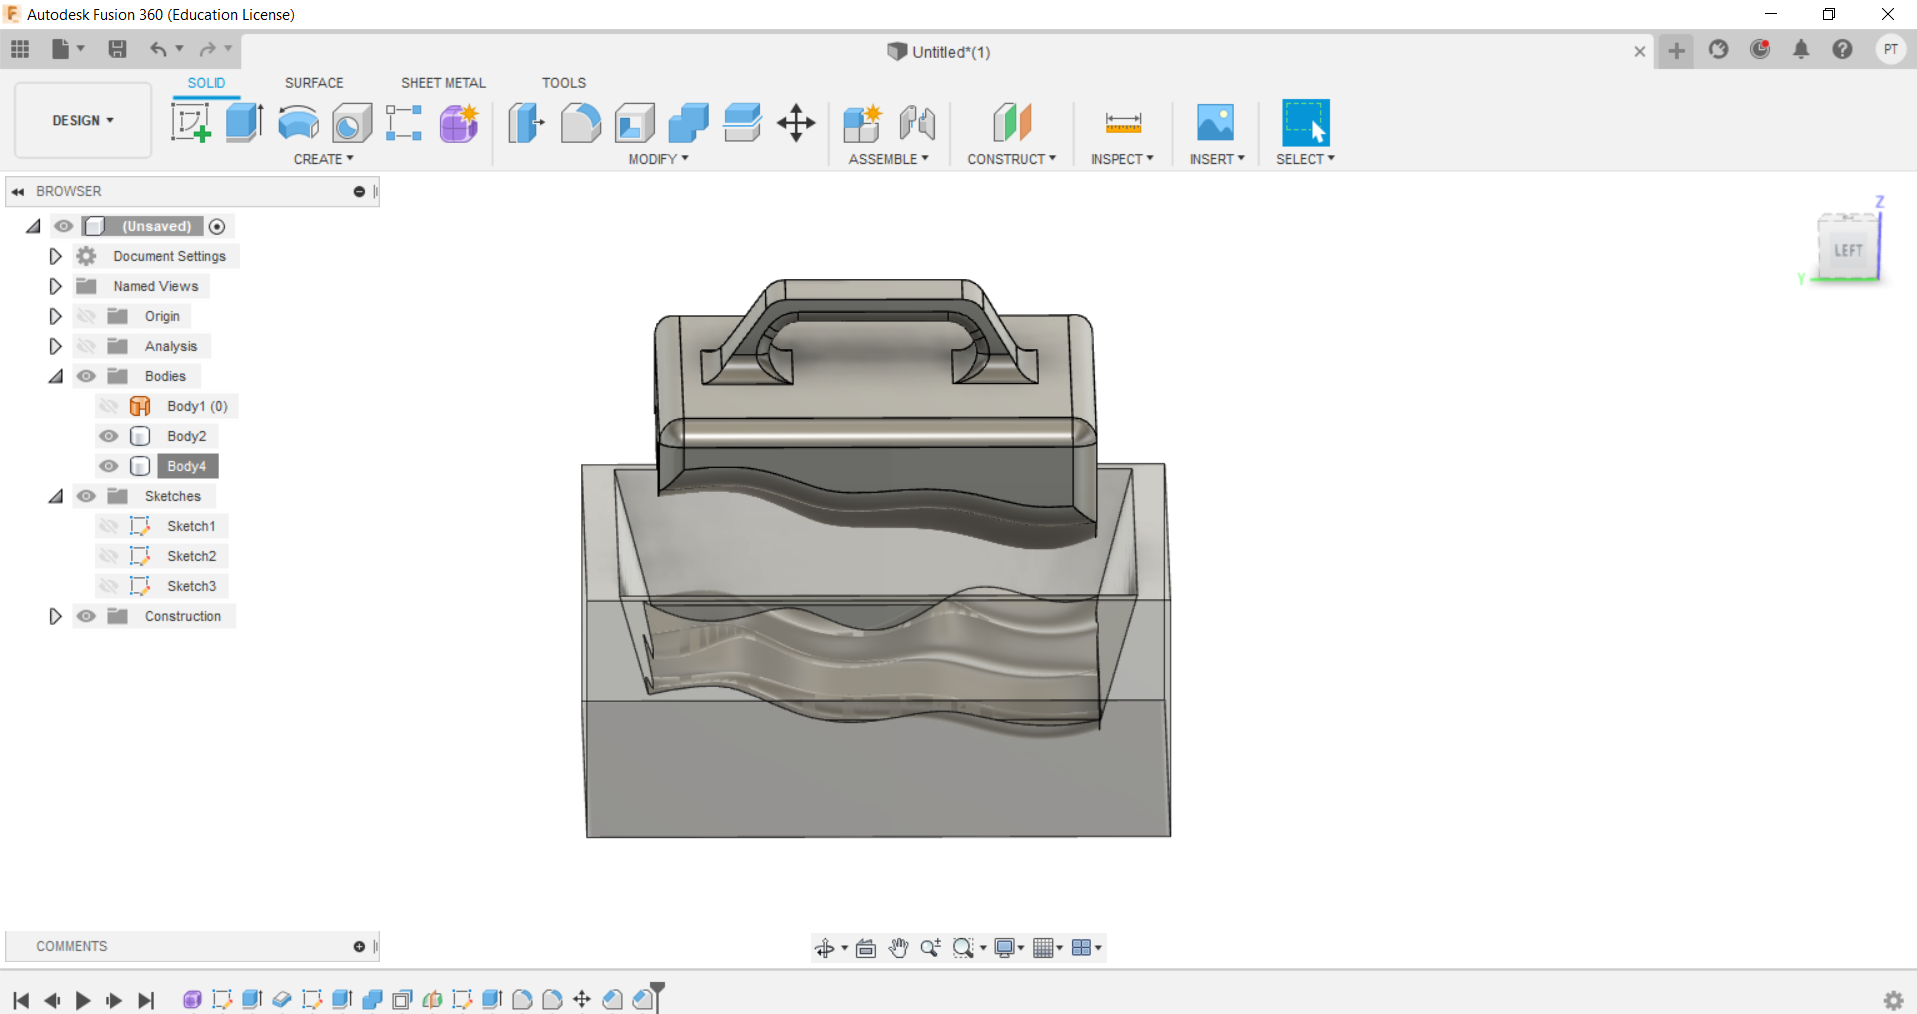 Autodesk Fusion 360 (Education License)
Untitled*(1)
PT
SOLID SURFACE SHEET METAL TOOLS
DESIGN
CREATE MODIFY ASSEMBLE CONSTRUCT INSPECT INSERT SELECT
BROWSER
(Unsaved)
Document Settings
Named Views
Origin
Analysis
Bodies
Body1 (0)
Body2
Body4
Sketches
Sketch1
Sketch2
Sketch3
Construction
Z
LEFT
Y
COMMENTS